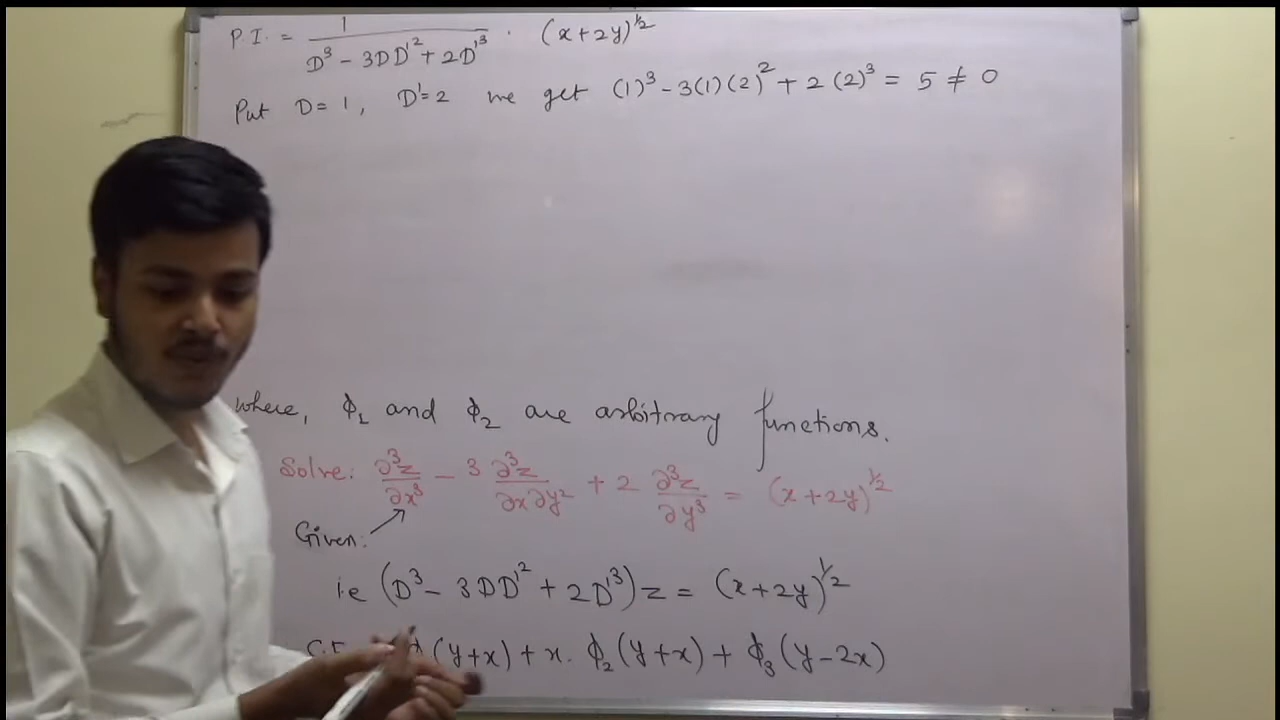 P.I. = 1/(D³ - 3DD'² + 2D'³) · (x+2y)^½
Put D=1, D'=2 we get (1)³ - 3(1)(2)² + 2(2)³ = 5 ≠ 0
where, ϕ₁ and ϕ₂ are arbitrary functions.
Solve: ∂³z/∂x³ - 3 ∂³z/∂x∂y² + 2 ∂³z/∂y³ = (x+2y)^½
Given:
i.e (D³ - 3DD'² + 2D'³)z = (x+2y)^½
(y+x) + x. ϕ₂(y+x) + ϕ₃(y-2x)